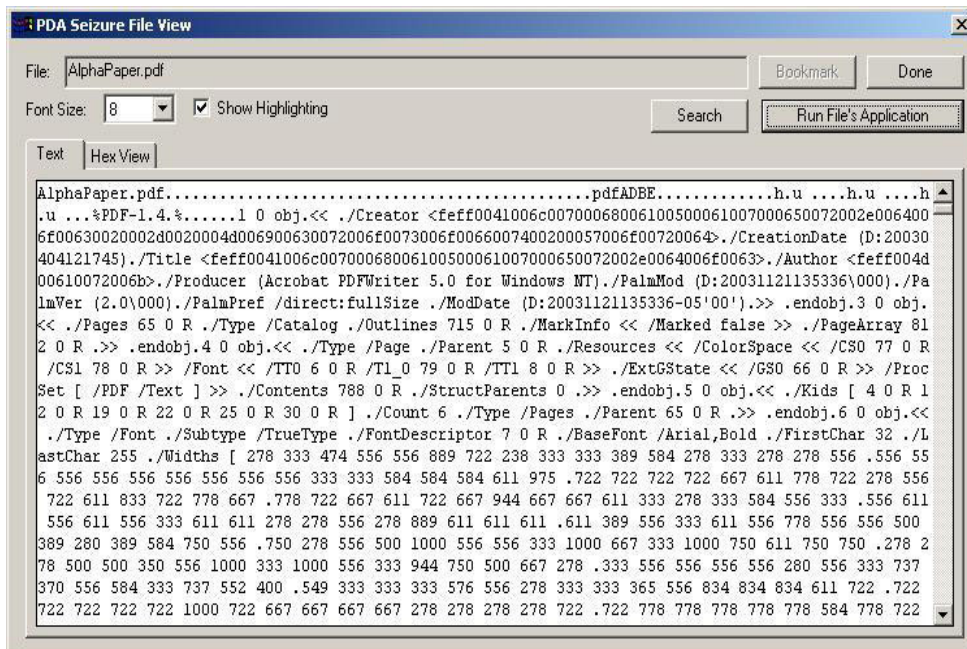 PDA Seizure File View
File: AlphaPaper.pdf
Bookmark Done
Font Size: 8 Show Highlighting
Search Run File's Application
Text Hex View
AlphaPaper.pdf................................................pdfADBE.............h.u ....h.u ....h
.u ...%PDF-1.4.%......1 0 obj.<< ./Creator <feff0041006c00700068006100500061007000650072002e006400
6f00630020002d0020004d006900630072006f0073006f0066007400200057006f00720064>./CreationDate (D:20030
404121745)./Title <feff0041006c00700068006100500061007000650072002e0064006f0063>./Author <feff004d
00610072006b>./Producer (Acrobat PDFWriter 5.0 for Windows NT)./PalmMod (D:20031121135336\000)./Pa
lmVer (2.0\000)./PalmPref /direct:fullSize ./ModDate (D:20031121135336-05'00').>> .endobj.3 0 obj.
<< ./Pages 65 0 R ./Type /Catalog ./Outlines 715 0 R ./MarkInfo << /Marked false >> ./PageArray 81
2 0 R .>> .endobj.4 0 obj.<< ./Type /Page ./Parent 5 0 R ./Resources << /ColorSpace << /CS0 77 0 R
/CS1 78 0 R >> /Font << /TT0 6 0 R /T1_0 79 0 R /TT1 8 0 R >> ./ExtGState << /GS0 66 0 R >> /Proc
Set [ /PDF /Text ] >> ./Contents 788 0 R ./StructParents 0 .>> .endobj.5 0 obj.<< ./Kids [ 4 0 R 1
2 0 R 19 0 R 22 0 R 25 0 R 30 0 R ] ./Count 6 ./Type /Pages ./Parent 65 0 R .>> .endobj.6 0 obj.<<
./Type /Font ./Subtype /TrueType ./FontDescriptor 7 0 R ./BaseFont /Arial,Bold ./FirstChar 32 ./L
astChar 255 ./Widths [ 278 333 474 556 556 889 722 238 333 333 389 584 278 333 278 278 556 .556 55
6 556 556 556 556 556 556 556 333 333 584 584 584 611 975 .722 722 722 722 667 611 778 722 278 556
722 611 833 722 778 667 .778 722 667 611 722 667 944 667 667 611 333 278 333 584 556 333 .556 611
556 611 556 333 611 611 278 278 556 278 889 611 611 611 .611 389 556 333 611 556 778 556 556 500
389 280 389 584 750 556 .750 278 556 500 1000 556 556 333 1000 667 333 1000 750 611 750 750 .278 2
78 500 500 350 556 1000 333 1000 556 333 944 750 500 667 278 .333 556 556 556 556 280 556 333 737
370 556 584 333 737 552 400 .549 333 333 333 576 556 278 333 333 365 556 834 834 834 611 722 .722
722 722 722 722 1000 722 667 667 667 667 278 278 278 278 722 .722 778 778 778 778 778 584 778 722